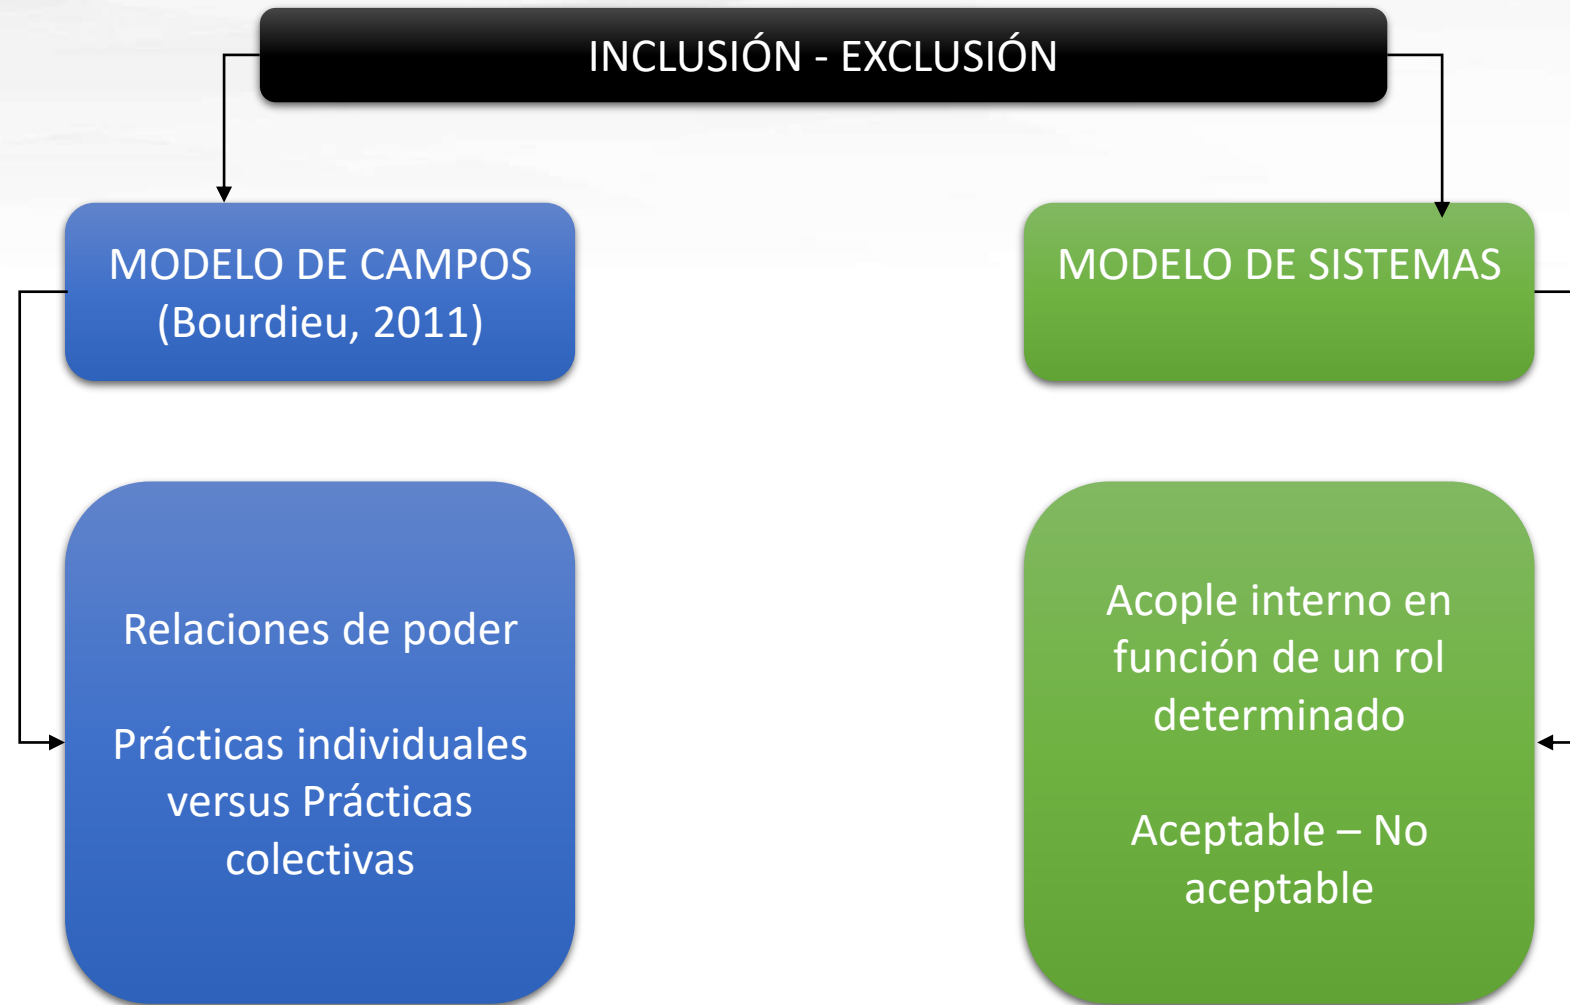 INCLUSIÓN - EXCLUSIÓN
MODELO DE CAMPOS
(Bourdieu, 2011)
MODELO DE SISTEMAS
Relaciones de poder
Prácticas individuales
versus Prácticas
colectivas
Acople interno en
función de un rol
determinado
Aceptable – No
aceptable